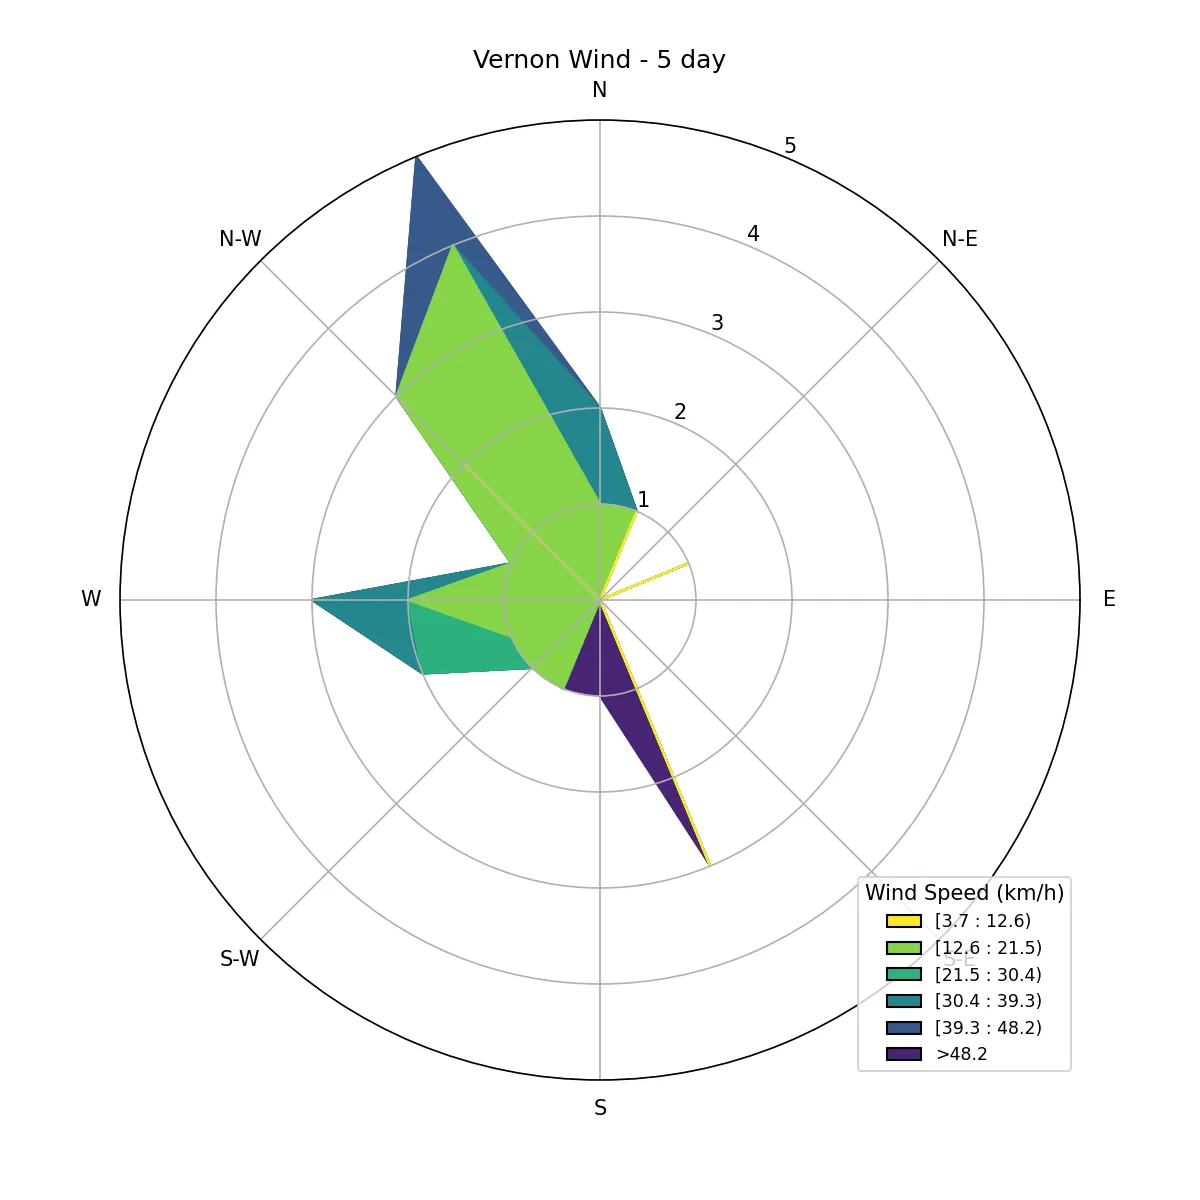 Vernon Wind - 5 day
N
5
N-W
4
N-E
3
2
1
W
E
Wind Speed (km/h)
[3.7 : 12.6)
[12.6 : 21.5)
S-W
S-E
[21.5 : 30.4)
[30.4 : 39.3)
[39.3 : 48.2)
>48.2
S